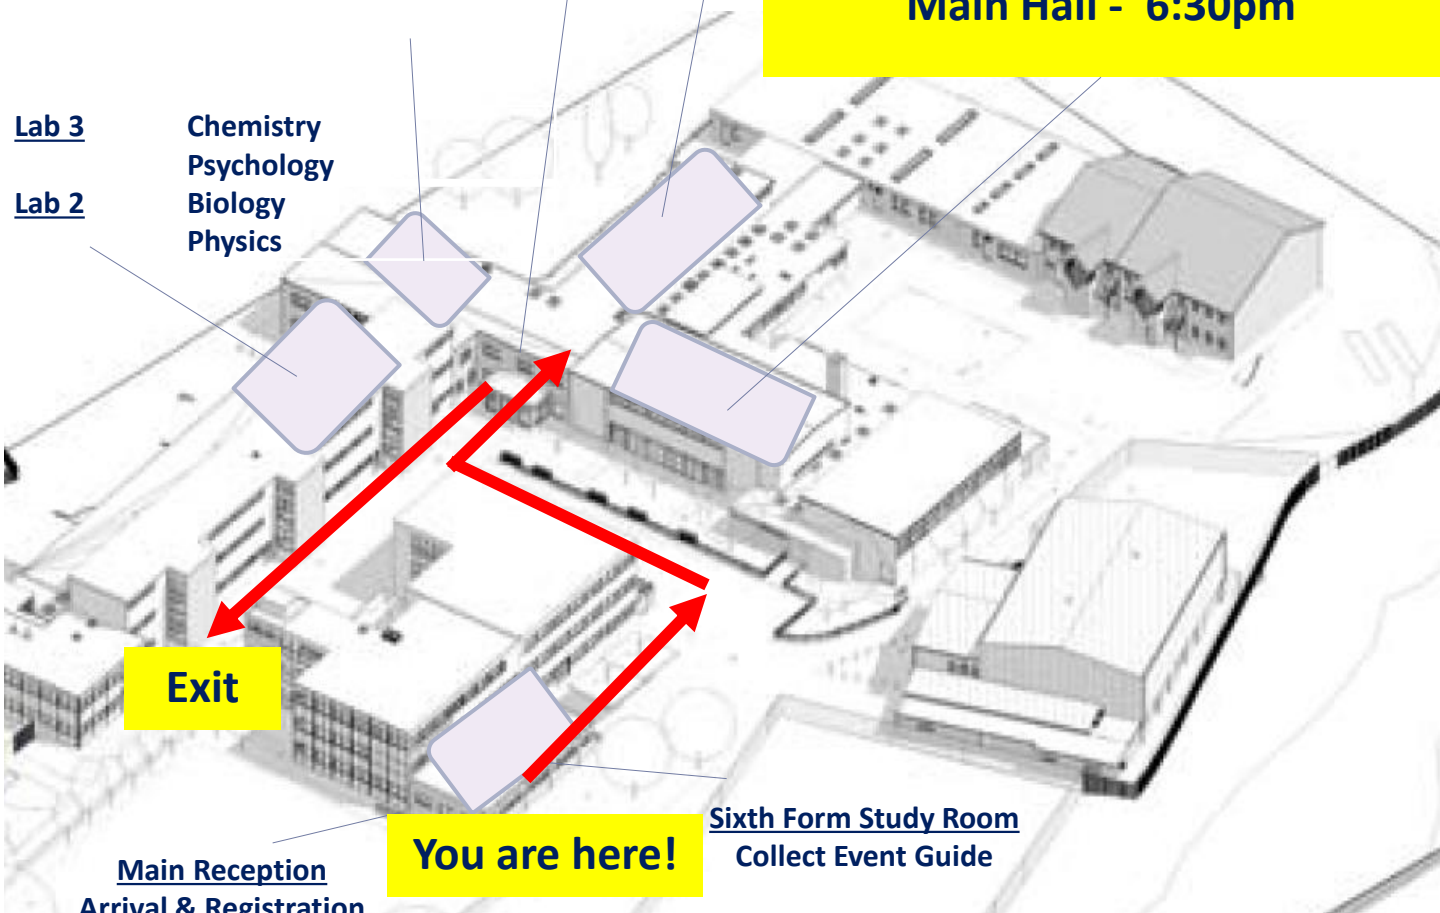 Main Hall - 6:30pm
Lab 3 Chemistry
Psychology
Lab 2 Biology
Physics
Exit
You are here!
Sixth Form Study Room
Collect Event Guide
Main Reception
Arrival & Registration